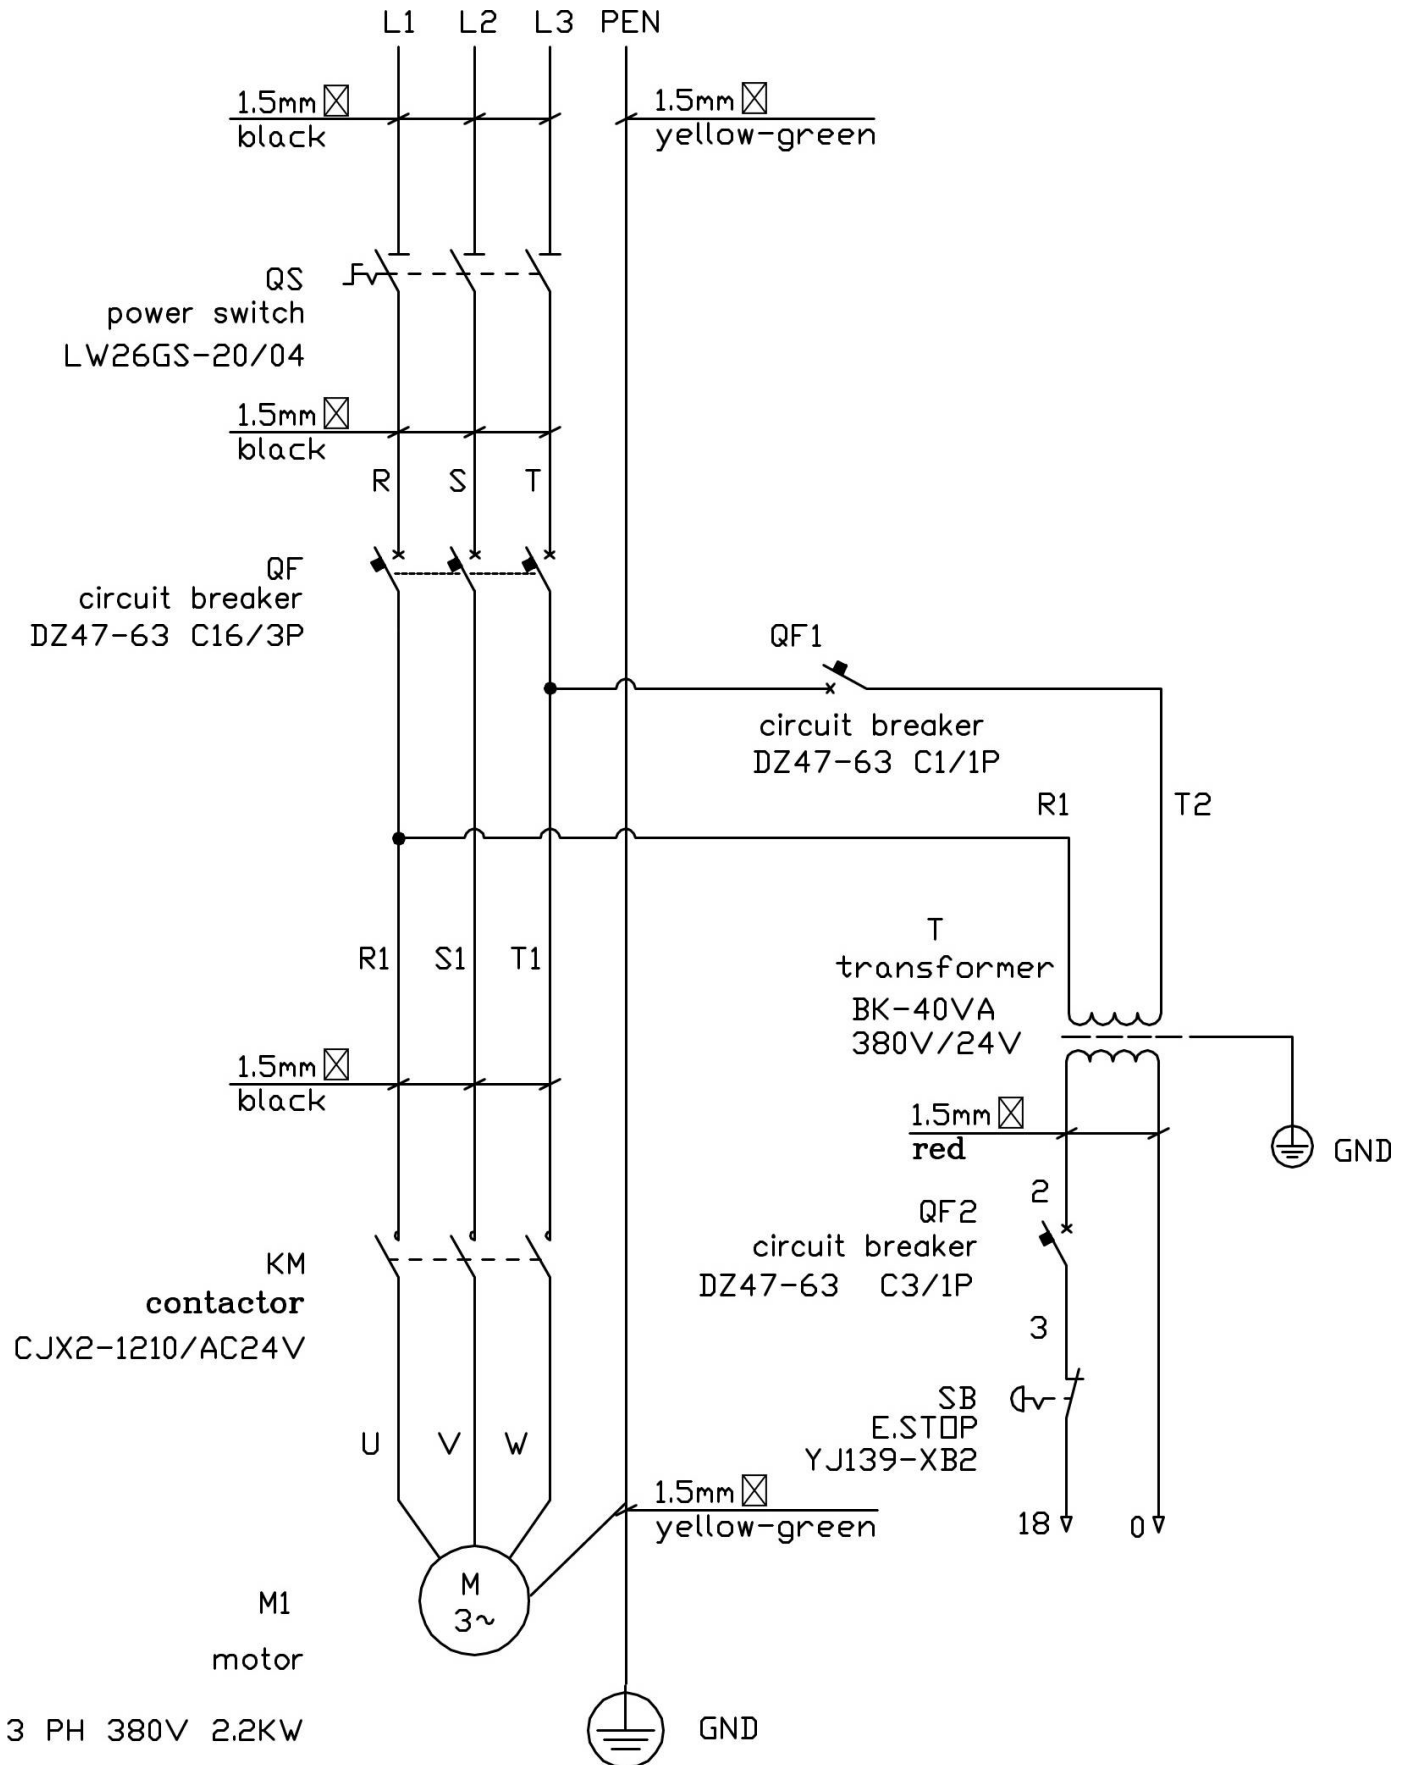 L1 L2 L3 PEN
1.5mm
black
1.5mm
yellow-green
QS
power switch
LW26GS-20/04
1.5mm
black
R S T
QF
circuit breaker
DZ47-63 C16/3P
QF1
circuit breaker
DZ47-63 C1/1P
R1 T2
T
transformer
BK-40VA
380V/24V
R1 S1 T1
1.5mm
black
1.5mm
red
GND
2
QF2
circuit breaker
DZ47-63 C3/1P
KM
contactor
CJX2-1210/AC24V
3
SB
E.STOP
YJ139-XB2
U V W
1.5mm
yellow-green
18 0
M
3~
M1
motor
3 PH 380V 2.2KW
GND